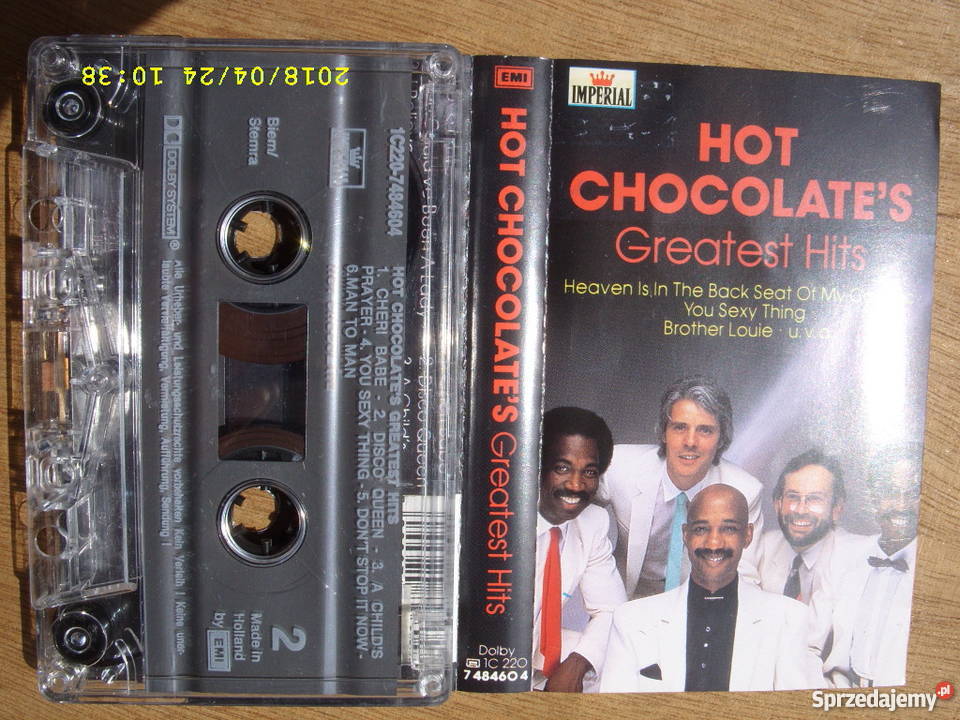 2018/04/24 10:38
Biem/
Stemra
1C220-7484604
DOLBY SYSTEM
HOT CHOCOLATE'S GREATEST HITS
1. CHERI BABE - 2. DISCO QUEEN - 3. A CHILD'S
PRAYER - 4. YOU SEXY THING - 5. DON'T STOP IT NOW -
6. MAN TO MAN
2
Made in
Holland
by EMI
EMI
HOT CHOCOLATE'S Greatest Hits
Dolby
1C 220
7 48460 4
IMPERIAL
HOT
CHOCOLATE'S
Greatest Hits
Heaven Is In The Back Seat Of My
You Sexy Thing
Brother Louie · u.v.a.
Sprzedajemy.pl